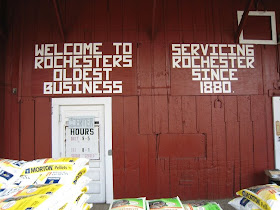 WELCOME TO
ROCHESTERS
OLDEST
BUSINESS
SERVICING
ROCHESTER
SINCE
1880.
HOURS
MORTON